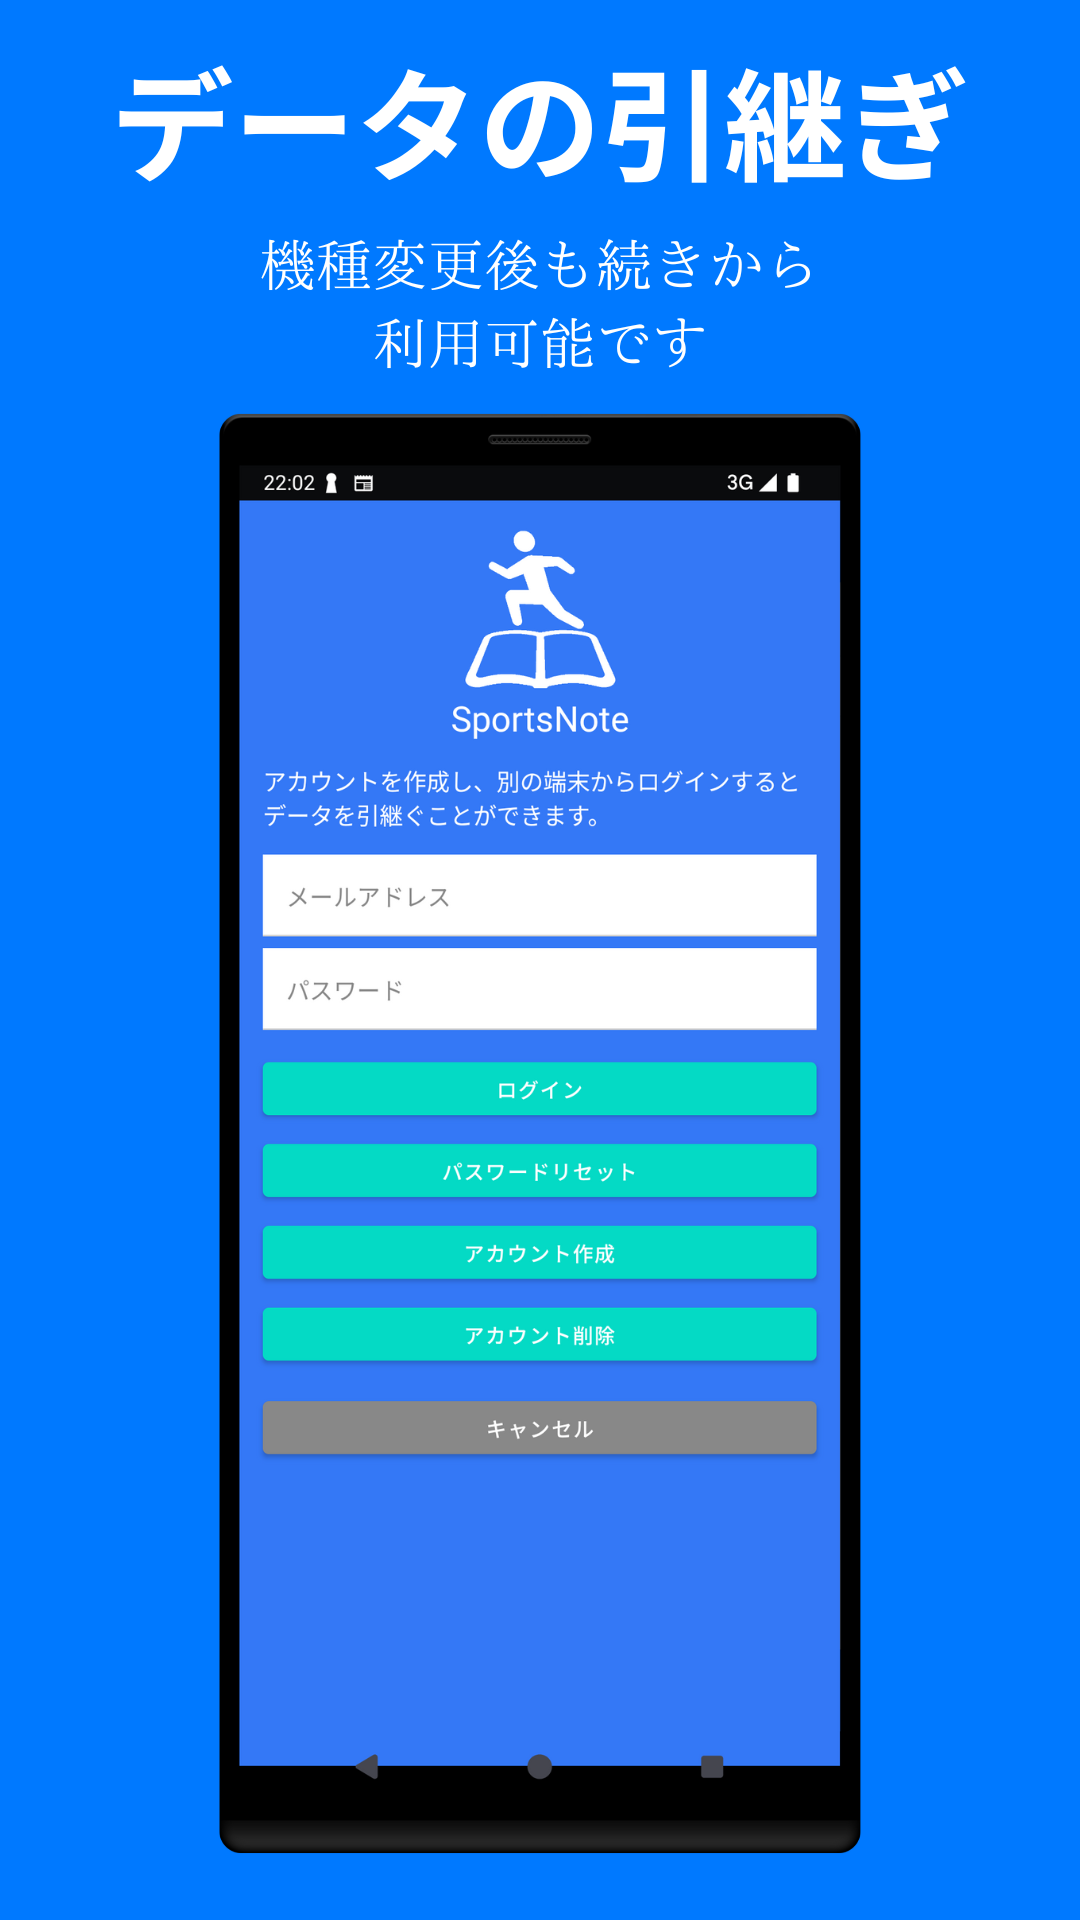 データの引継ぎ
機種変更後も続きから
利用可能です
22:02
3G
SportsNote
アカウントを作成し、別の端末からログインすると
データを引継ぐことができます。
メールアドレス
パスワード
ログイン
パスワードリセット
アカウント作成
アカウント削除
キャンセル